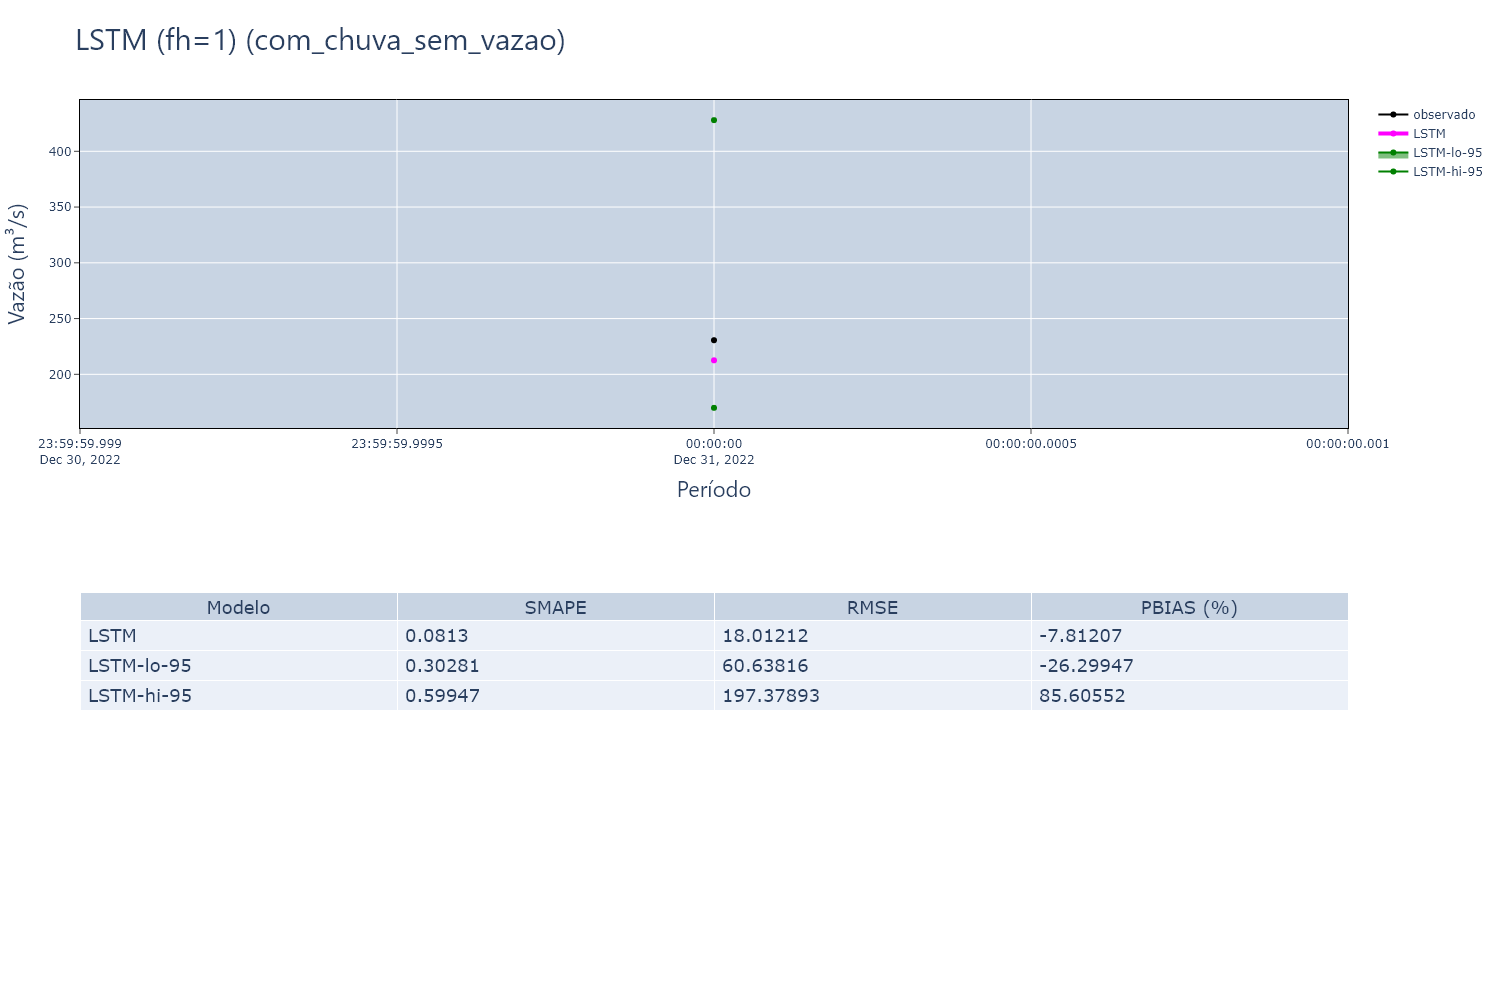 LSTM (fh=1) (com_chuva_sem_vazao)
observado
LSTM
LSTM-lo-95
LSTM-hi-95
Vazão (m³/s)
400
350
300
250
200
23:59:59.999 23:59:59.9995 00:00:00 00:00:00.0005 00:00:00.001
Dec 30, 2022 Dec 31, 2022
Período
Modelo SMAPE RMSE PBIAS (%)
LSTM 0.0813 18.01212 -7.81207
LSTM-lo-95 0.30281 60.63816 -26.29947
LSTM-hi-95 0.59947 197.37893 85.60552